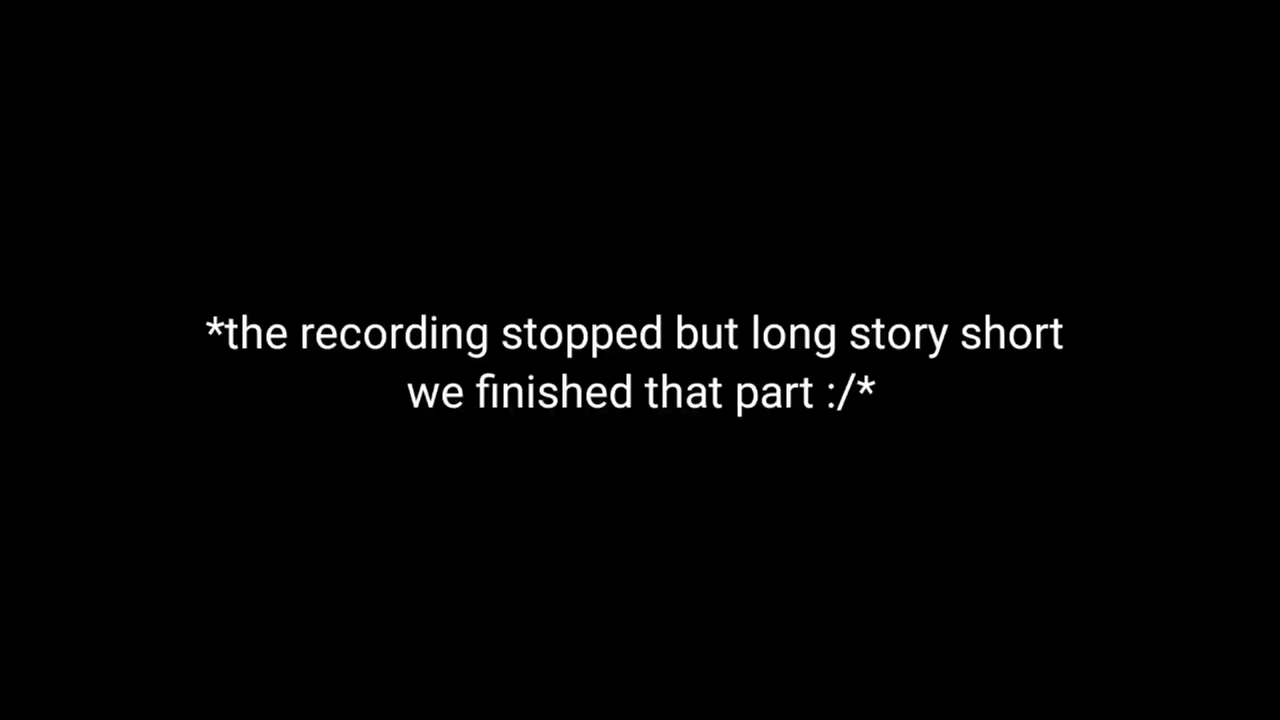 *the recording stopped but long story short
we finished that part :/*